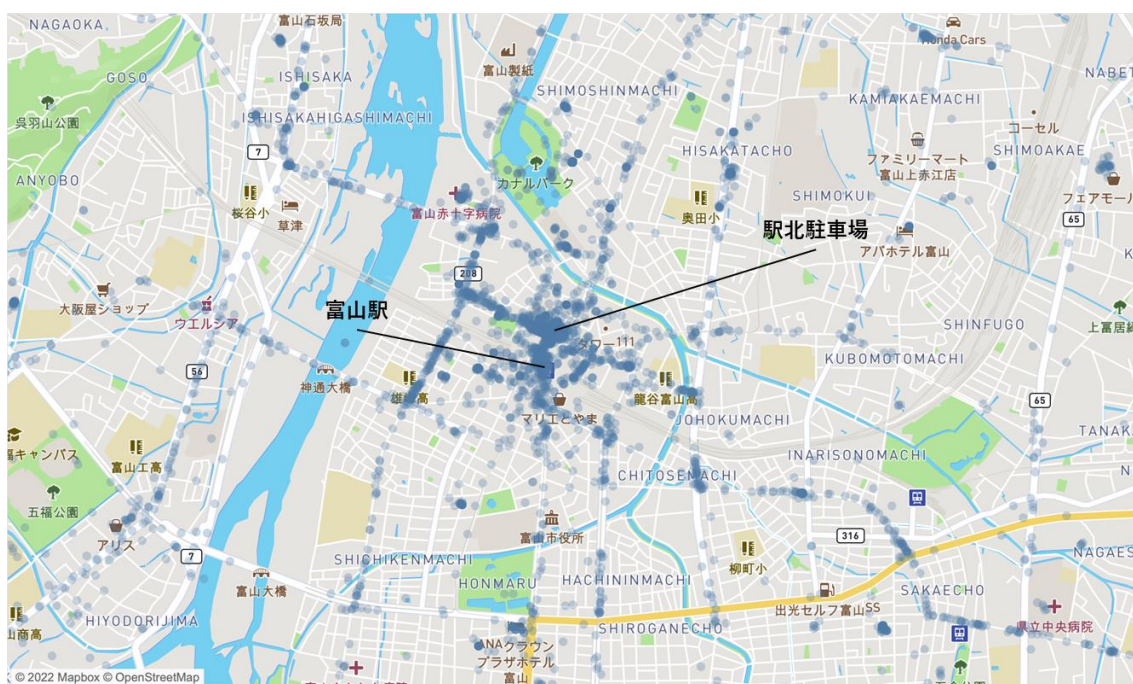 NAGAOKA
富山石坂局
GOSO
ISHISAKA
富山製紙
Honda Cars
NABET
SHIMOSHINMACHI
KAMIAKAEMACHI
呉羽山公園
ISHISAKAHIGASHIMACHI
コーセル
7
HISAKATACHO
ファミリーマート
富山上赤江店
SHIMOAKAE
ANYOBO
カナルパーク
桜谷小
草津
富山赤十字病院
奥田小
SHIMOKUI
フェアモール
65
駅北駐車場
アパホテル富山
208
大阪屋ショップ
ウエルシア
富山駅
タワー111
SHINFUGO
上冨居
KUBOMOTOMACHI
56
神通大橋
雄
高
龍谷富山高
65
マリエとやま
JOHOKUMACHI
TANAKA
福キャンパス
富山工高
INARISONOMACHI
CHITOSEMACHI
五福公園
アリス
富山市役所
316
7
SHICHIKENMACHI
柳町小
NAGAES
富山大橋
HONMARU
HACHININMACHI
出光セルフ富山SS
SAKAECHO
山商高
HIYODORIJIMA
SHIROGANECHO
県立中央病院
ANAクラウン
プラザホテル
富山
© 2022 Mapbox © OpenStreetMap